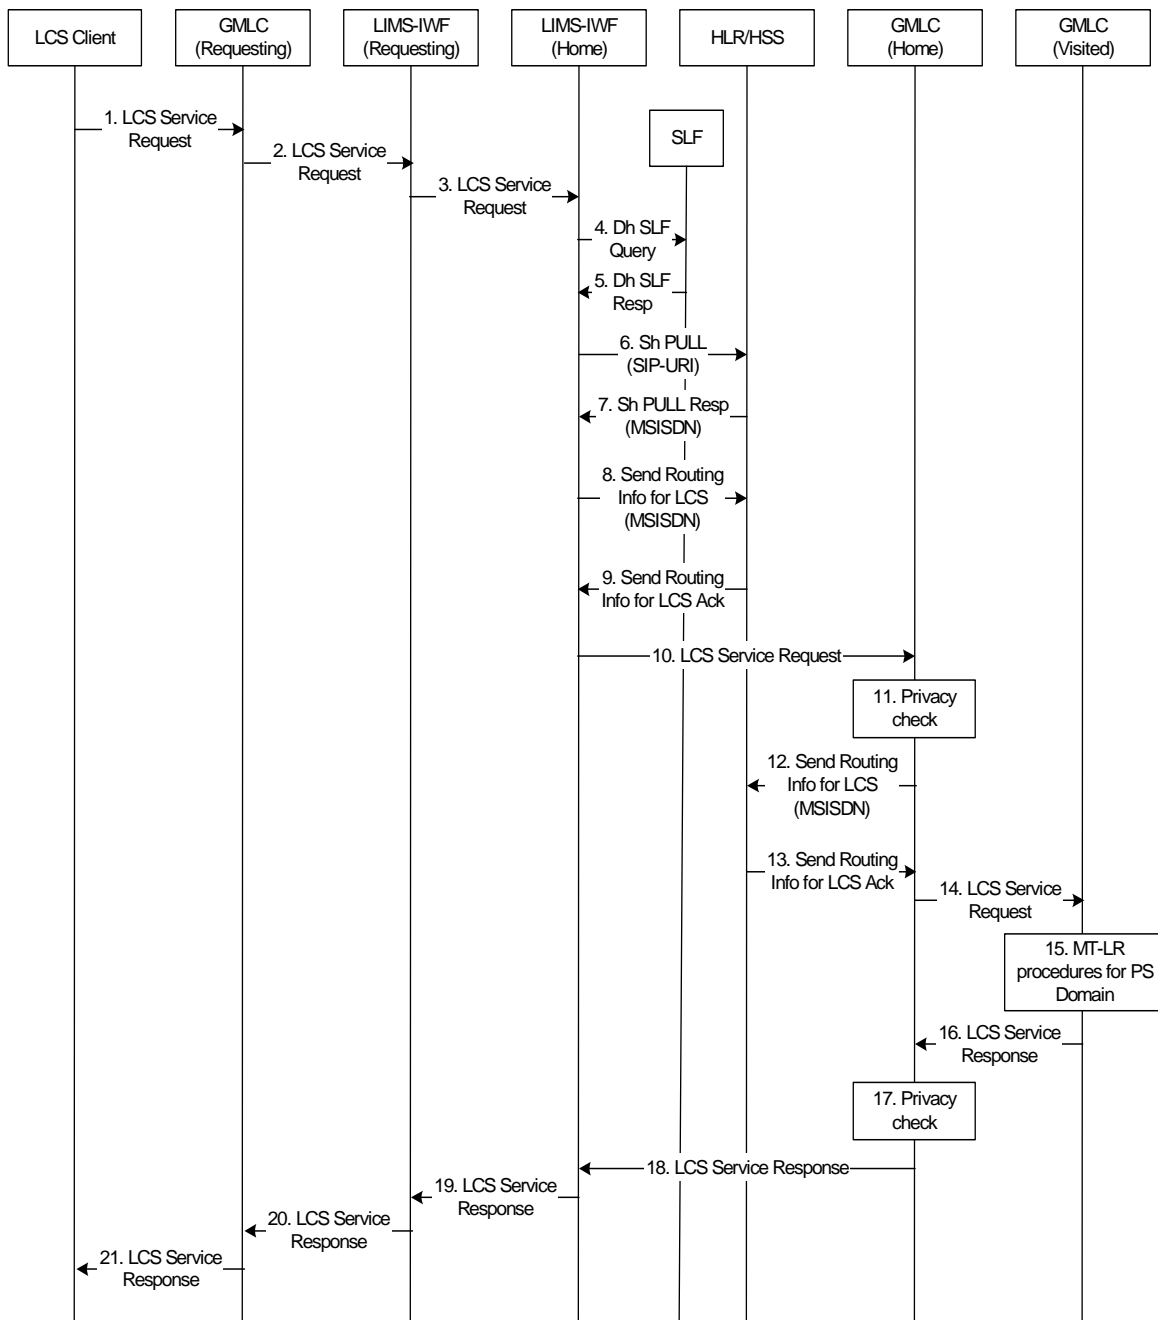 LCS Client
GMLC
(Requesting)
LIMS-IWF
(Requesting)
LIMS-IWF
(Home)
HLR/HSS
GMLC
(Home)
GMLC
(Visited)
SLF
1. LCS Service
Request
2. LCS Service
Request
3. LCS Service
Request
4. Dh SLF
Query
5. Dh SLF
Resp
6. Sh PULL
(SIP-URI)
7. Sh PULL Resp
(MSISDN)
8. Send Routing
Info for LCS
(MSISDN)
9. Send Routing
Info for LCS Ack
10. LCS Service Request
11. Privacy
check
12. Send Routing
Info for LCS
(MSISDN)
13. Send Routing
Info for LCS Ack
14. LCS Service
Request
15. MT-LR
procedures for PS
Domain
16. LCS Service
Response
17. Privacy
check
18. LCS Service Response
19. LCS Service
Response
20. LCS Service
Response
21. LCS Service
Response